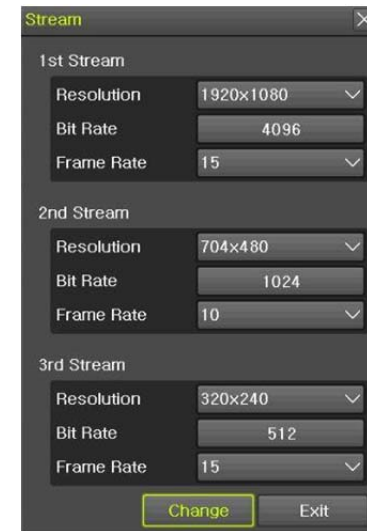 Stream
1st Stream
Resolution 1920x1080
Bit Rate 4096
Frame Rate 15
2nd Stream
Resolution 704x480
Bit Rate 1024
Frame Rate 10
3rd Stream
Resolution 320x240
Bit Rate 512
Frame Rate 15
Change Exit